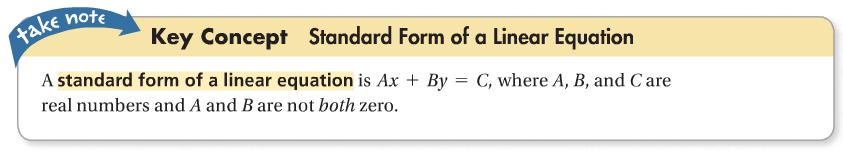 take note
Key Concept Standard Form of a Linear Equation
A standard form of a linear equation is Ax + By = C, where A, B, and C are
real numbers and A and B are not both zero.